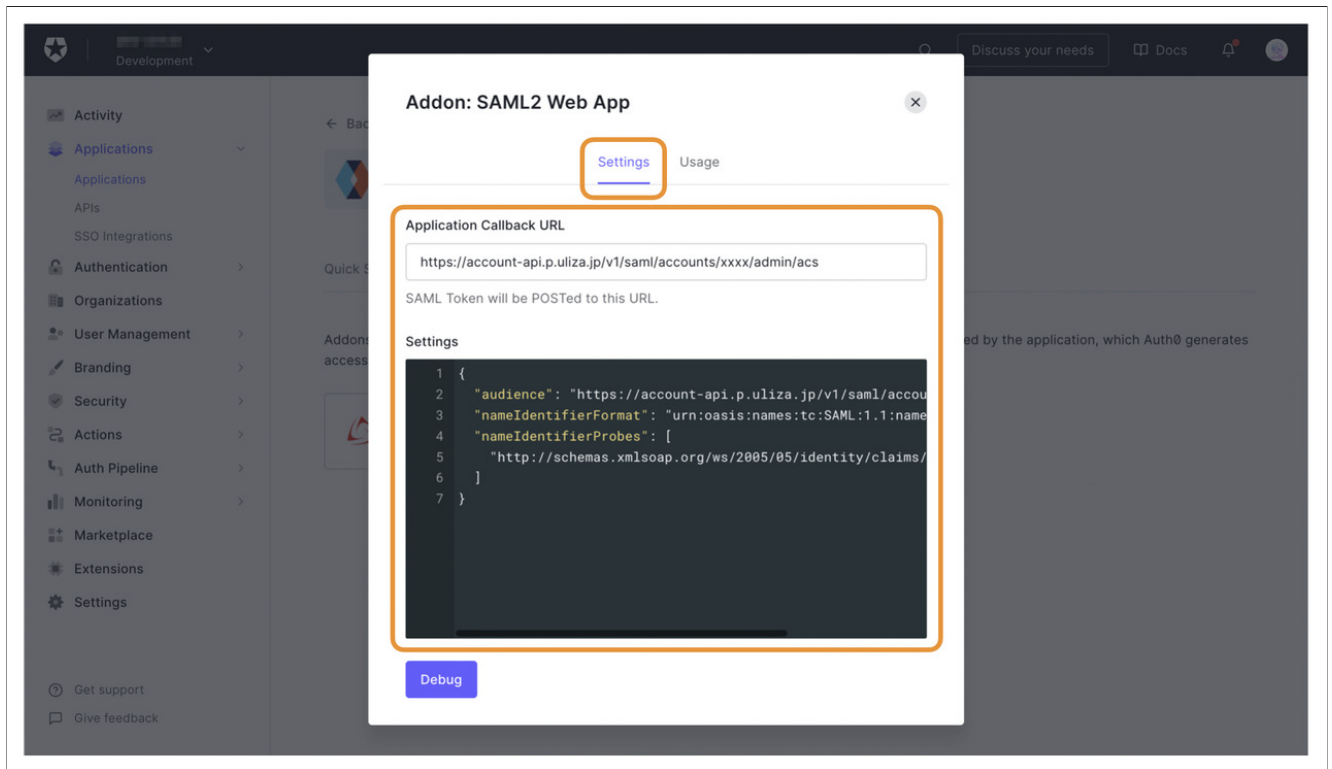 Development
Discuss your needs
Docs
Activity
Applications
Applications
APIs
SSO Integrations
Authentication
Organizations
User Management
Branding
Security
Actions
Auth Pipeline
Monitoring
Marketplace
Extensions
Settings
Get support
Give feedback
← Bac
Quick S
Addons
ed by the application, which Auth0 generates
access
Addon: SAML2 Web App
Settings
Usage
Application Callback URL
https://account-api.p.uliza.jp/v1/saml/accounts/xxxx/admin/acs
SAML Token will be POSTed to this URL.
Settings
1 {
2 "audience": "https://account-api.p.uliza.jp/v1/saml/accou
3 "nameIdentifierFormat": "urn:oasis:names:tc:SAML:1.1:name
4 "nameIdentifierProbes": [
5 "http://schemas.xmlsoap.org/ws/2005/05/identity/claims/
6 ]
7 }
Debug